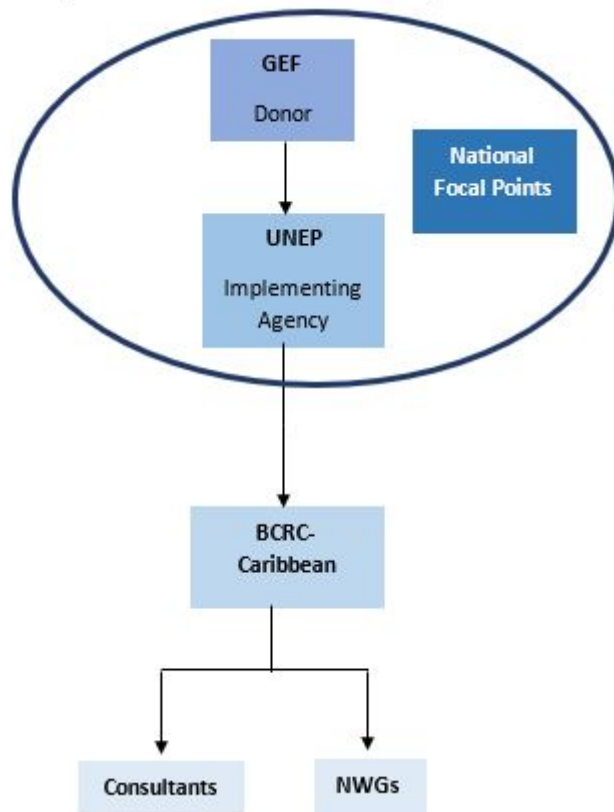 GEF
Donor
National
Focal Points
UNEP
Implementing
Agency
BCRC-
Caribbean
Consultants
NWGs